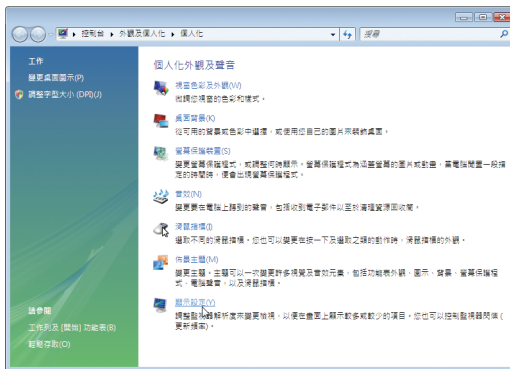 控制台 ▸ 外觀及個人化 ▸ 個人化
搜尋
工作
變更桌面圖示(P)
調整字型大小 (DPI)(J)
請參閱
工作列及 [開始] 功能表(B)
輕鬆存取(O)
個人化外觀及聲音
視窗色彩及外觀(W)
微調您視窗的色彩和樣式。
桌面背景(K)
從可用的背景或色彩中選擇，或使用您自己的圖片來裝飾桌面。
螢幕保護裝置(S)
變更螢幕保護程式，或調整何時顯示。螢幕保護程式為涵蓋螢幕的圖片或動畫，當電腦閒置一段指
定的時間時，便會出現螢幕保護程式。
音效(N)
變更要在電腦上聽到的聲音，包括收到電子郵件以至於清理資源回收筒。
滑鼠指標(I)
選取不同的滑鼠指標。您也可以變更在按一下及選取之類的動作時，滑鼠指標的外觀。
佈景主題(M)
變更主題。主題可以一次變更許多視覺及音效元素，包括功能表外觀、圖示、背景、螢幕保護程
式、電腦聲音，以及滑鼠指標。
顯示設定(Y)
調整監視器解析度來變更檢視，以便在畫面上顯示較多或較少的項目。您也可以控制監視器閃爍 (
更新頻率)。